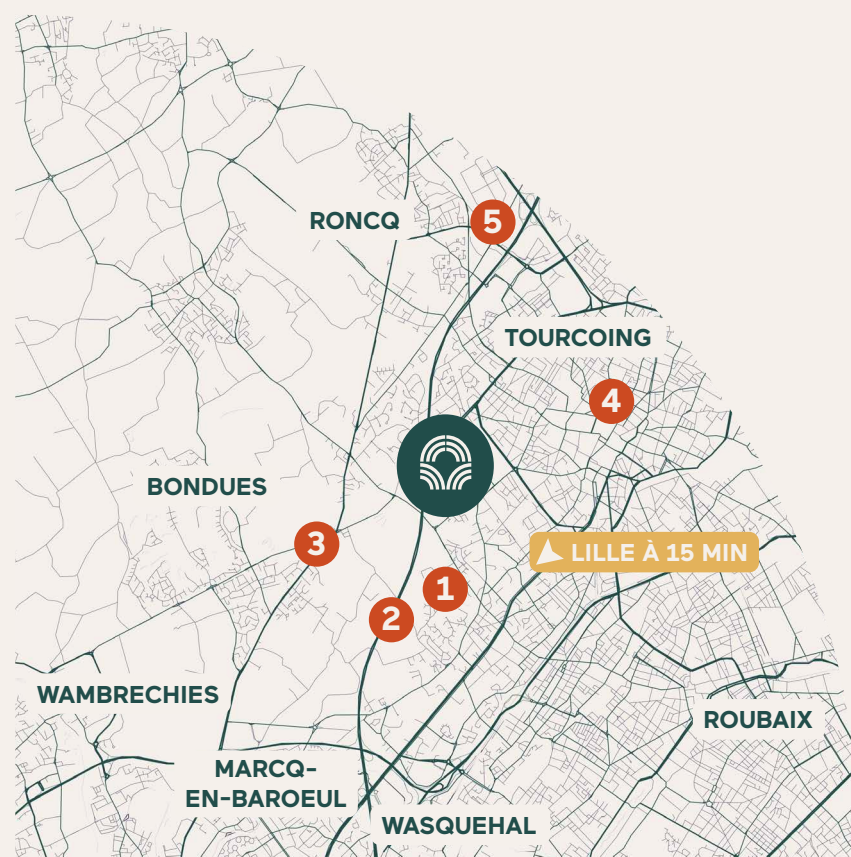 RONCQ
5
TOURCOING
4
BONDUES
3
LILLE À 15 MIN
1
2
WAMBRECHIES
ROUBAIX
MARCQ-
EN-BAROEUL
WASQUEHAL